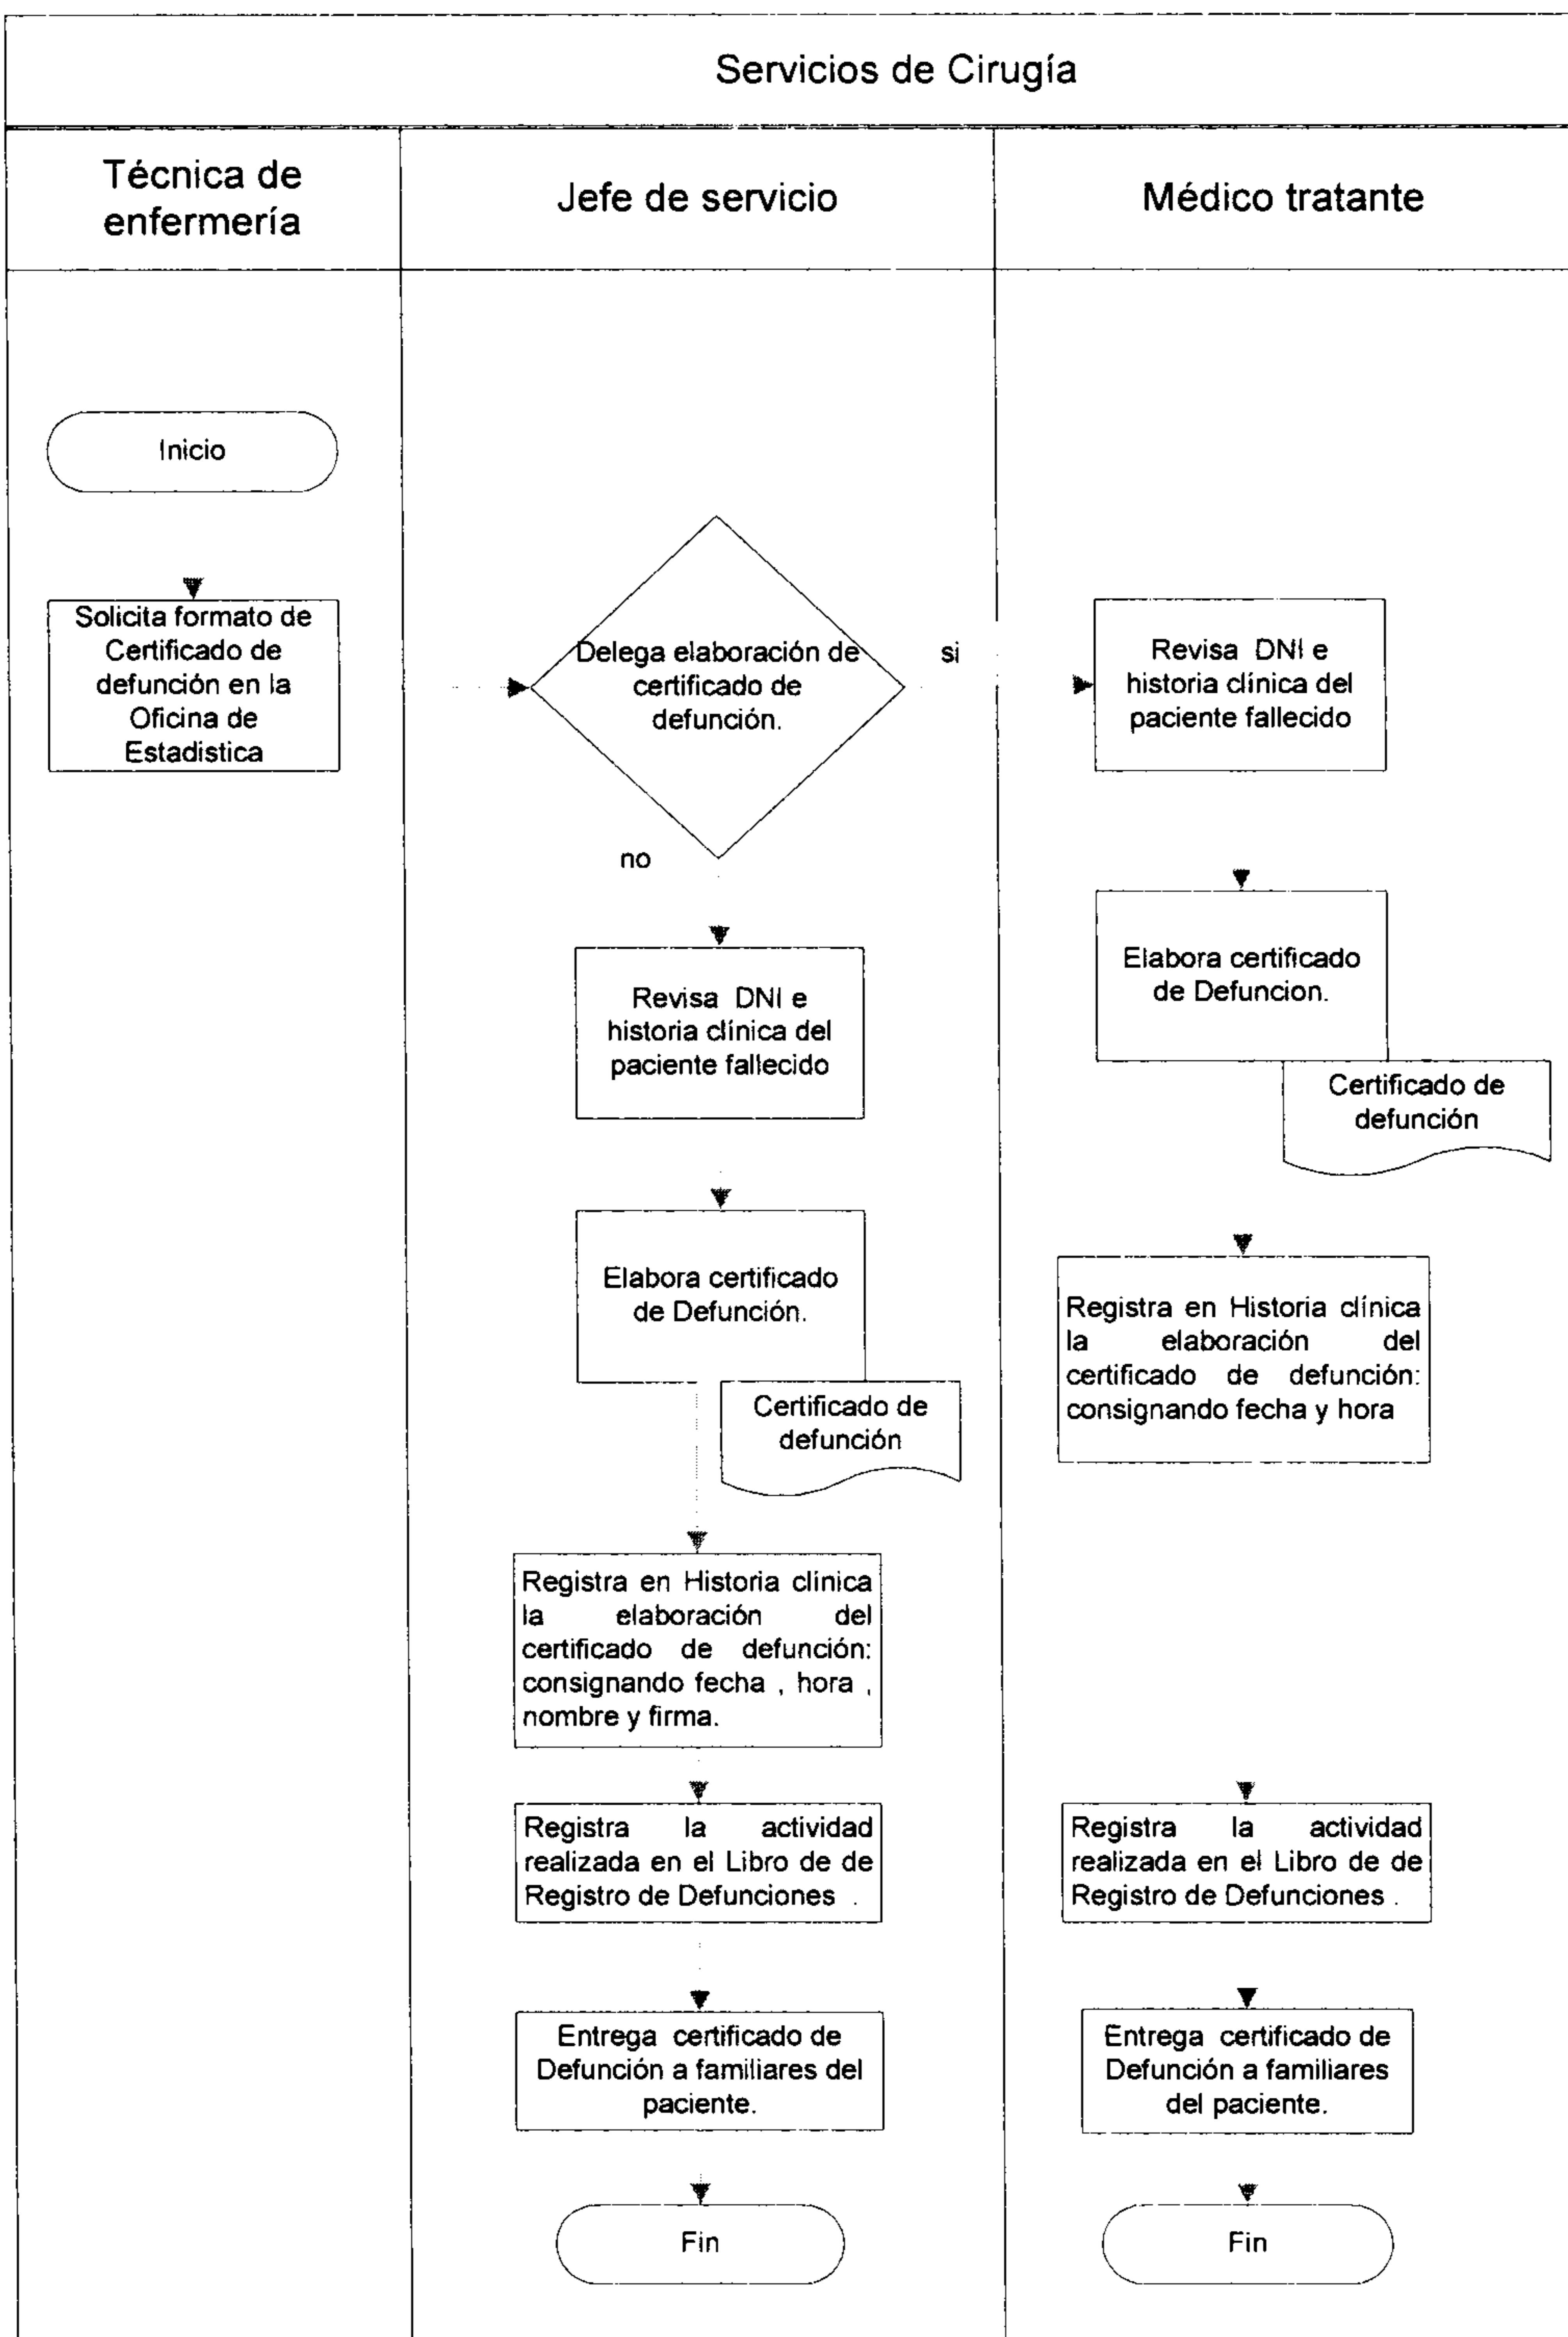 Servicios de Cirugía
Técnica de
enfermería
Jefe de servicio
Médico tratante
Inicio
Solicita formato de
Certificado de
defunción en la
Oficina de
Estadistica
Delega elaboración de
certificado de
defunción.
si
no
Revisa DNI e
historia clínica del
paciente fallecido
Elabora certificado
de Defuncion.
Certificado de
defunción
Registra en Historia clínica
la elaboración del
certificado de defunción:
consignando fecha y hora
Revisa DNI e
historia clínica del
paciente fallecido
Elabora certificado
de Defunción.
Certificado de
defunción
Registra en Historia clínica
la elaboración del
certificado de defunción:
consignando fecha , hora ,
nombre y firma.
Registra la actividad
realizada en el Libro de de
Registro de Defunciones .
Registra la actividad
realizada en el Libro de de
Registro de Defunciones .
Entrega certificado de
Defunción a familiares del
paciente.
Entrega certificado de
Defunción a familiares
del paciente.
Fin
Fin